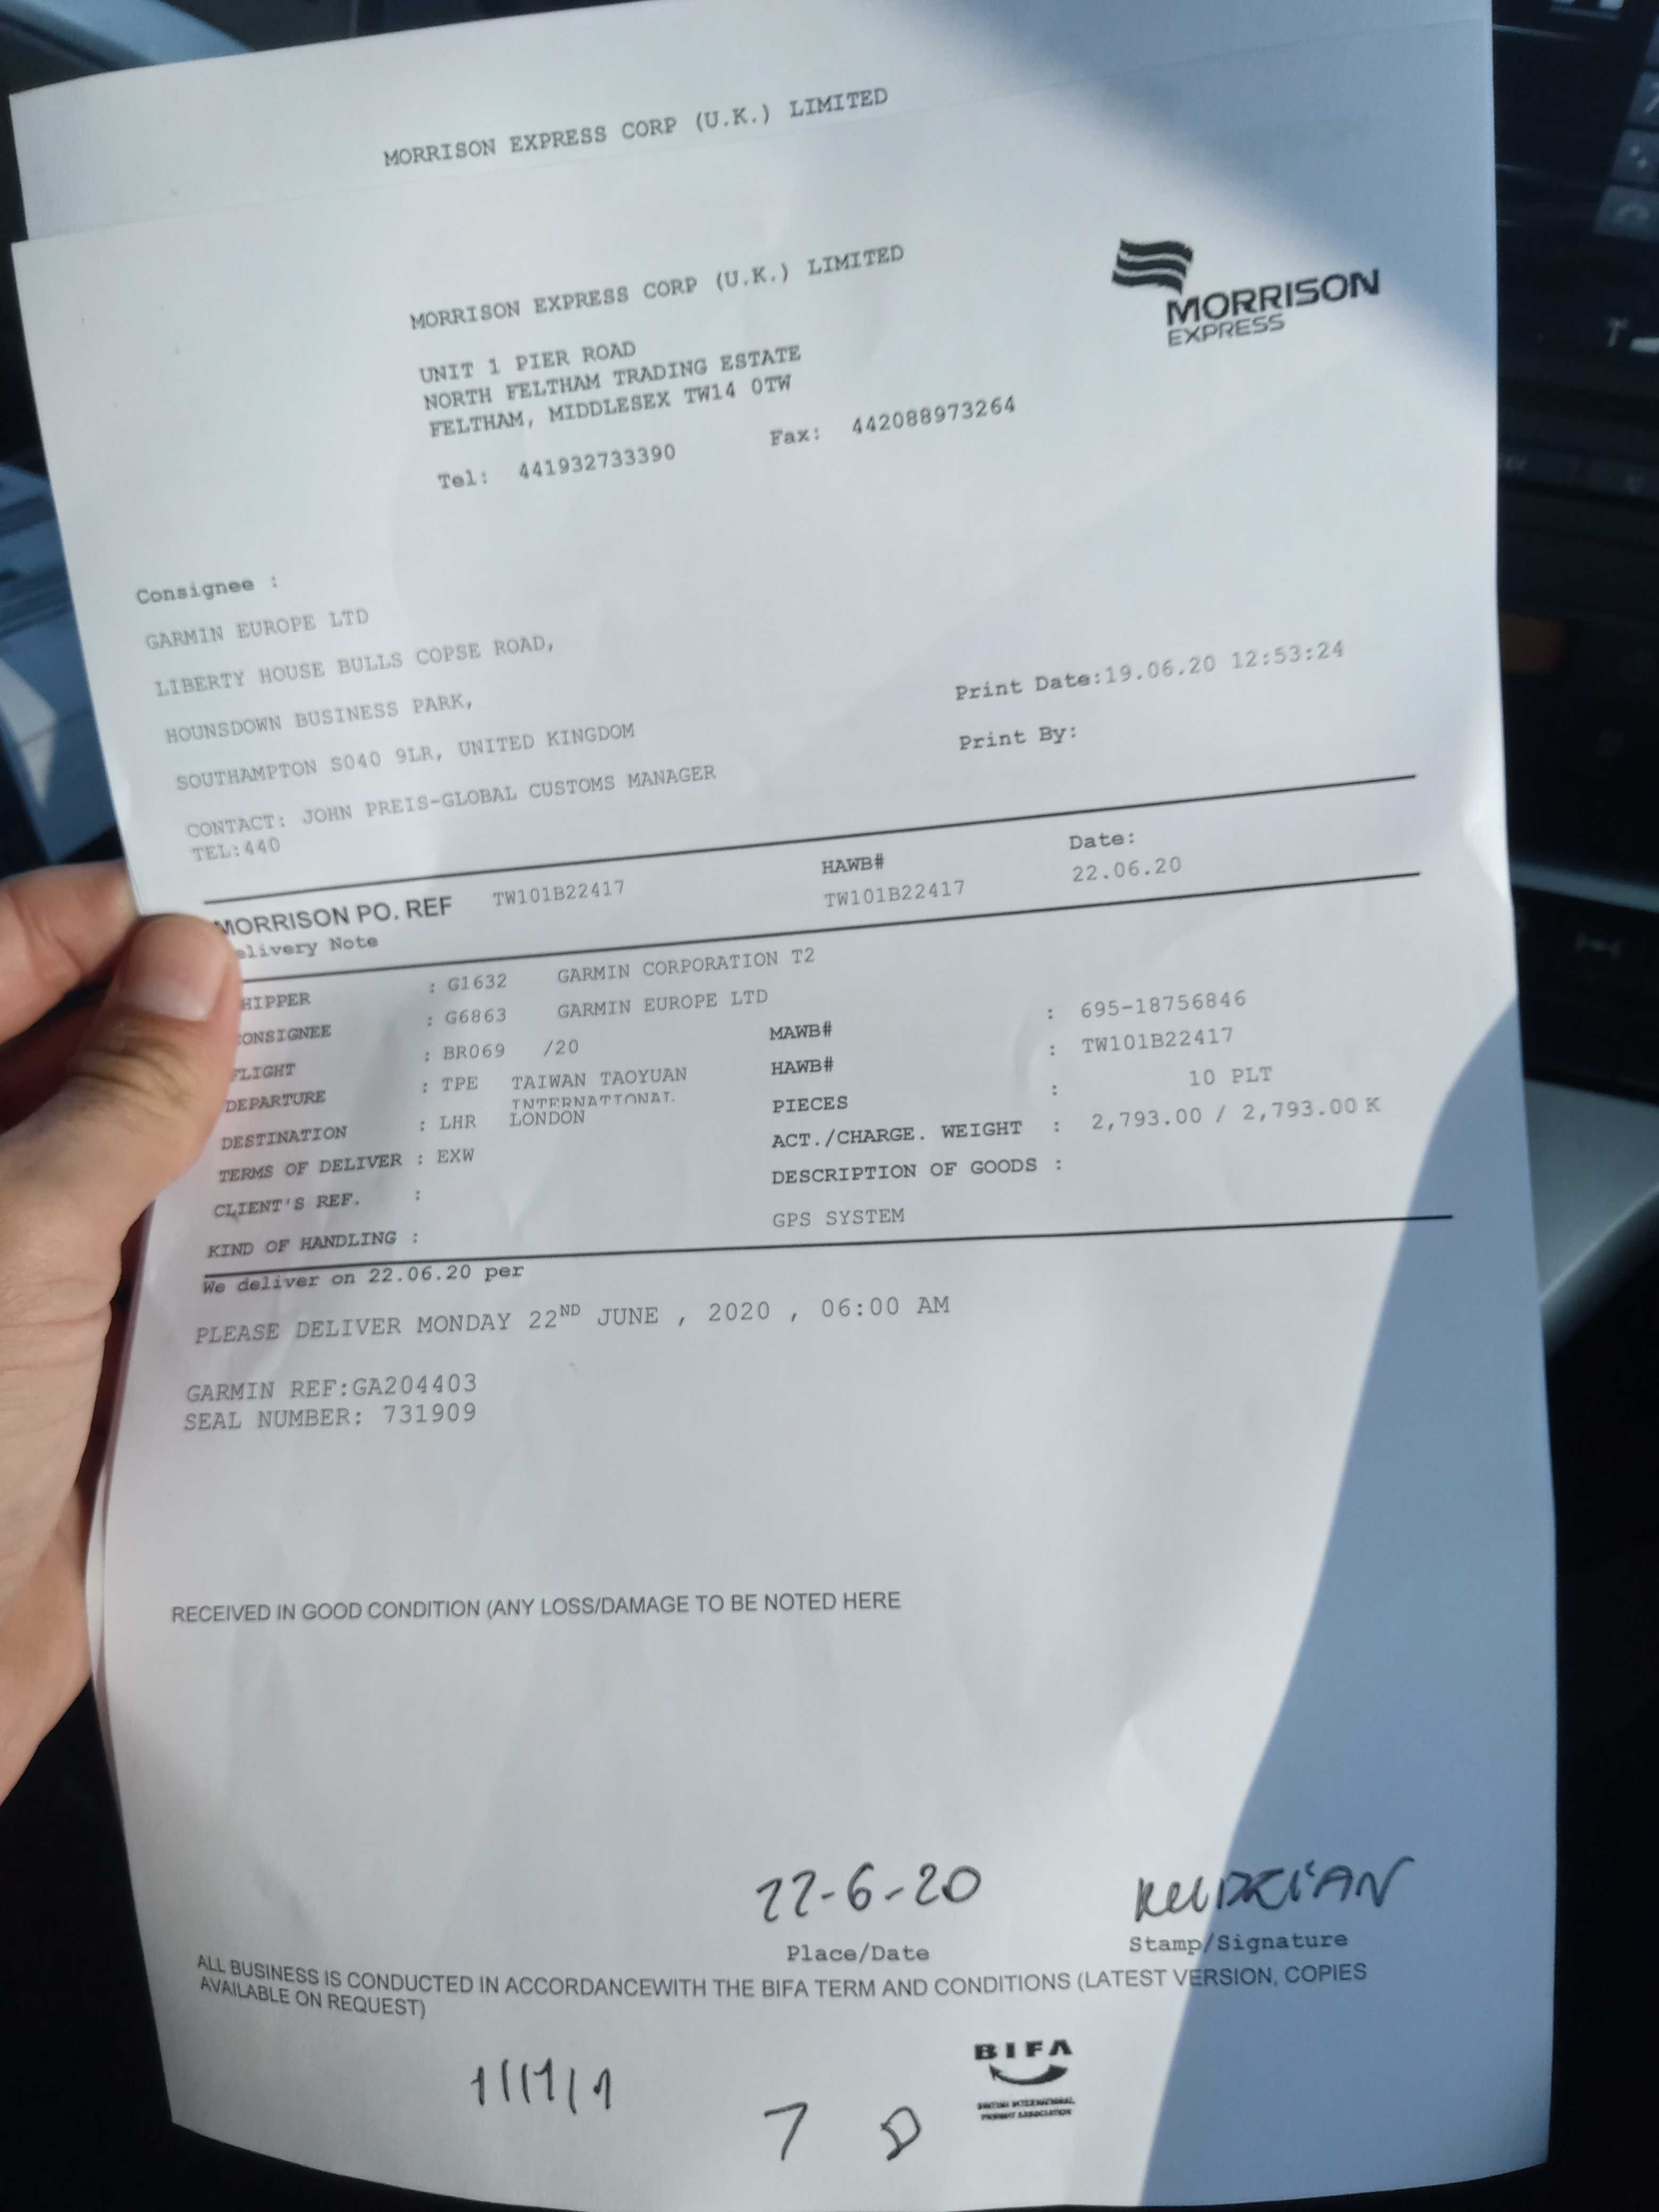 MORRISON EXPRESS CORP (U.K.) LIMITED
MORRISON EXPRESS CORP (U.K.) LIMITED
MORRISON
EXPRESS
UNIT 1 PIER ROAD
NORTH FELTHAM TRADING ESTATE
FELTHAM, MIDDLESEX TW14 0TW
Tel: 441932733390 Fax: 442088973264
Consignee :
GARMIN EUROPE LTD
LIBERTY HOUSE BULLS COPSE ROAD,
HOUNSDOWN BUSINESS PARK,
SOUTHAMPTON SO40 9LR, UNITED KINGDOM
CONTACT: JOHN PREIS-GLOBAL CUSTOMS MANAGER
TEL:440
Print Date:19.06.20 12:53:24
Print By:
MORRISON PO. REF TW101B22417 HAWB# Date:
elivery Note TW101B22417 22.06.20
HIPPER : G1632 GARMIN CORPORATION T2
ONSIGNEE : G6863 GARMIN EUROPE LTD
FLIGHT : BR069 /20 MAWB# : 695-18756846
DEPARTURE : TPE TAIWAN TAOYUAN HAWB# : TW101B22417
INTERNATIONAL
DESTINATION : LHR LONDON PIECES : 10 PLT
TERMS OF DELIVER : EXW ACT./CHARGE. WEIGHT : 2,793.00 / 2,793.00 K
CLIENT'S REF. : DESCRIPTION OF GOODS :
KIND OF HANDLING : GPS SYSTEM
We deliver on 22.06.20 per
PLEASE DELIVER MONDAY 22ND JUNE , 2020 , 06:00 AM
GARMIN REF:GA204403
SEAL NUMBER: 731909
RECEIVED IN GOOD CONDITION (ANY LOSS/DAMAGE TO BE NOTED HERE
22-6-20
Place/Date Stamp/Signature
ALL BUSINESS IS CONDUCTED IN ACCORDANCEWITH THE BIFA TERM AND CONDITIONS (LATEST VERSION, COPIES
AVAILABLE ON REQUEST)
BIFA
BRITISH INTERNATIONAL
FREIGHT ASSOCIATION
7 D